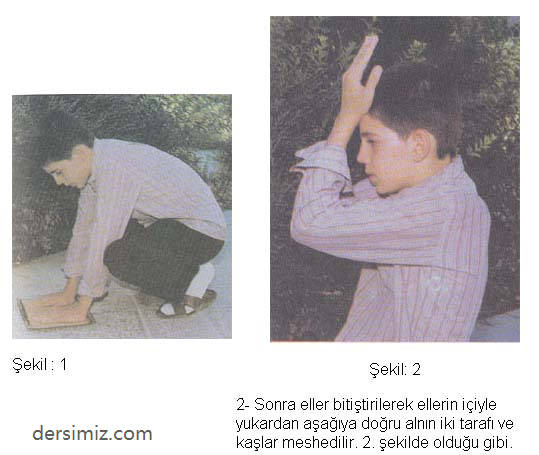 Şekil : 1
Şekil: 2
2- Sonra eller bitiştirilerek ellerin içiyle
yukardan aşağıya doğru alnın iki tarafı ve
kaşlar meshedilir. 2. şekilde olduğu gibi.
dersimiz.com